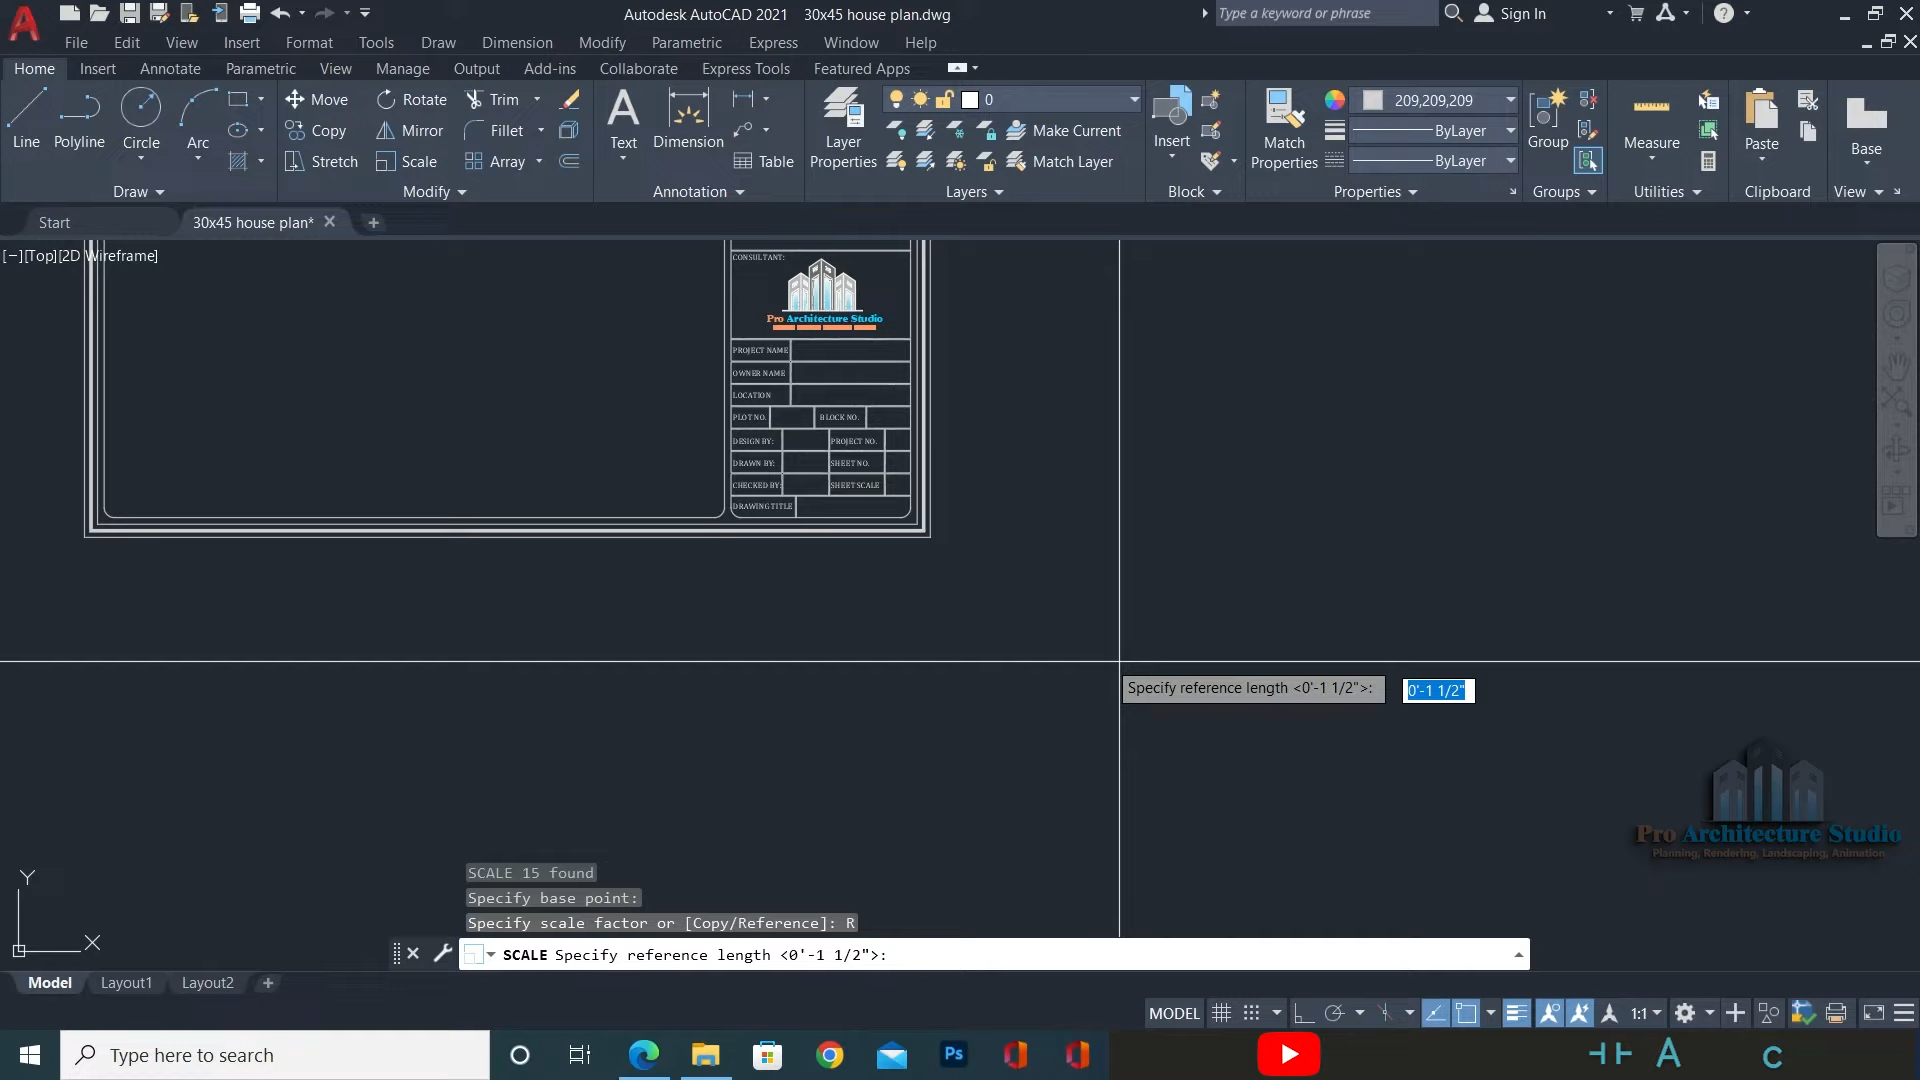 Autodesk AutoCAD 2021 30x45 house plan.dwg
Type a keyword or phrase
Sign In
File Edit View Insert Format Tools Draw Dimension Modify Parametric Express Window Help
Home Insert Annotate Parametric View Manage Output Add-ins Collaborate Express Tools Featured Apps
Line
Polyline
Circle
Arc
Draw
Move
Rotate
Trim
Copy
Mirror
Fillet
Stretch
Scale
Array
Modify
Text
Dimension
Table
Annotation
Layer
Properties
0
Make Current
Match Layer
Layers
Insert
Block
Match
Properties
209,209,209
ByLayer
ByLayer
Properties
Group
Groups
Measure
Utilities
Paste
Clipboard
Base
View
Start
30x45 house plan*
[−][Top][2D Wireframe]
CONSULTANT:
Pro Architecture Studio
PROJECT NAME
OWNER NAME
LOCATION
PLOT NO. BLOCK NO.
DESIGN BY: PROJECT NO.
DRAWN BY: SHEET NO.
CHECKED BY: SHEET SCALE
DRAWING TITLE
Specify reference length <0'-1 1/2">: 0'-1 1/2"
Pro Architecture Studio
Planning, Rendering, Landscaping, Animation
Y
X
SCALE 15 found
Specify base point:
Specify scale factor or [Copy/Reference]: R
SCALE Specify reference length <0'-1 1/2">:
Model Layout1 Layout2
MODEL
1:1
Type here to search
Ps
A
C